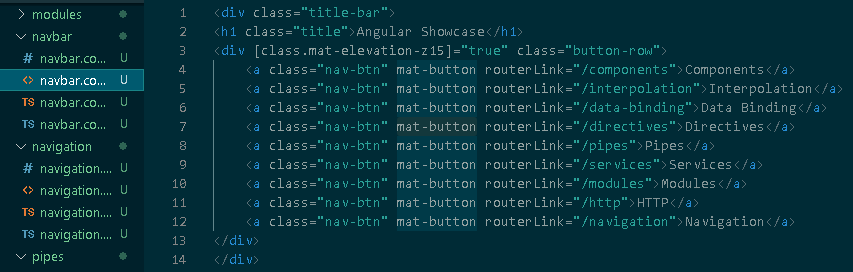 modules
navbar
# navbar.co... U
<> navbar.co... U
TS navbar.co... U
TS navbar.co... U
navigation
# navigation.... U
<> navigation.... U
TS navigation.... U
TS navigation.... U
pipes
1 <div class="title-bar">
2 <h1 class="title">Angular Showcase</h1>
3 <div [class.mat-elevation-z15]="true" class="button-row">
4 <a class="nav-btn" mat-button routerLink="/components">Components</a>
5 <a class="nav-btn" mat-button routerLink="/interpolation">Interpolation</a>
6 <a class="nav-btn" mat-button routerLink="/data-binding">Data Binding</a>
7 <a class="nav-btn" mat-button routerLink="/directives">Directives</a>
8 <a class="nav-btn" mat-button routerLink="/pipes">Pipes</a>
9 <a class="nav-btn" mat-button routerLink="/services">Services</a>
10 <a class="nav-btn" mat-button routerLink="/modules">Modules</a>
11 <a class="nav-btn" mat-button routerLink="/http">HTTP</a>
12 <a class="nav-btn" mat-button routerLink="/navigation">Navigation</a>
13 </div>
14 </div>